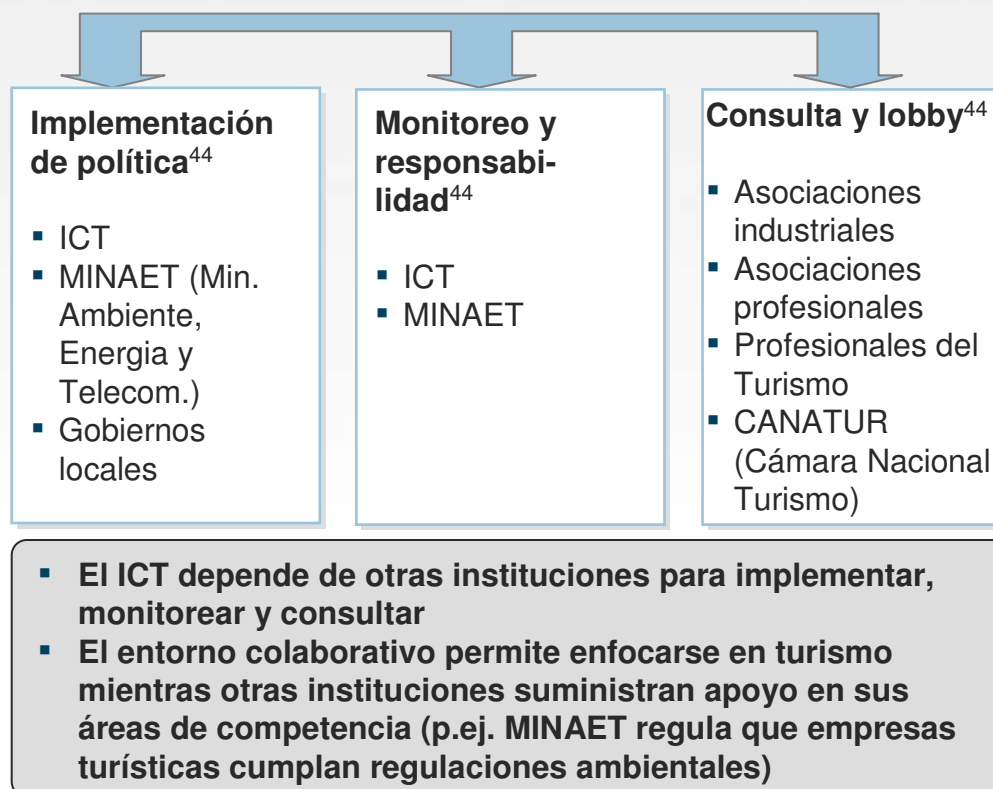 Implementación
de política44
▪ ICT
▪ MINAET (Min.
Ambiente,
Energia y
Telecom.)
▪ Gobiernos
locales
Monitoreo y
responsabi-
lidad44
▪ ICT
▪ MINAET
Consulta y lobby44
▪ Asociaciones
industriales
▪ Asociaciones
profesionales
▪ Profesionales del
Turismo
▪ CANATUR
(Cámara Nacional
Turismo)
▪ El ICT depende de otras instituciones para implementar,
monitorear y consultar
▪ El entorno colaborativo permite enfocarse en turismo
mientras otras instituciones suministran apoyo en sus
áreas de competencia (p.ej. MINAET regula que empresas
turísticas cumplan regulaciones ambientales)